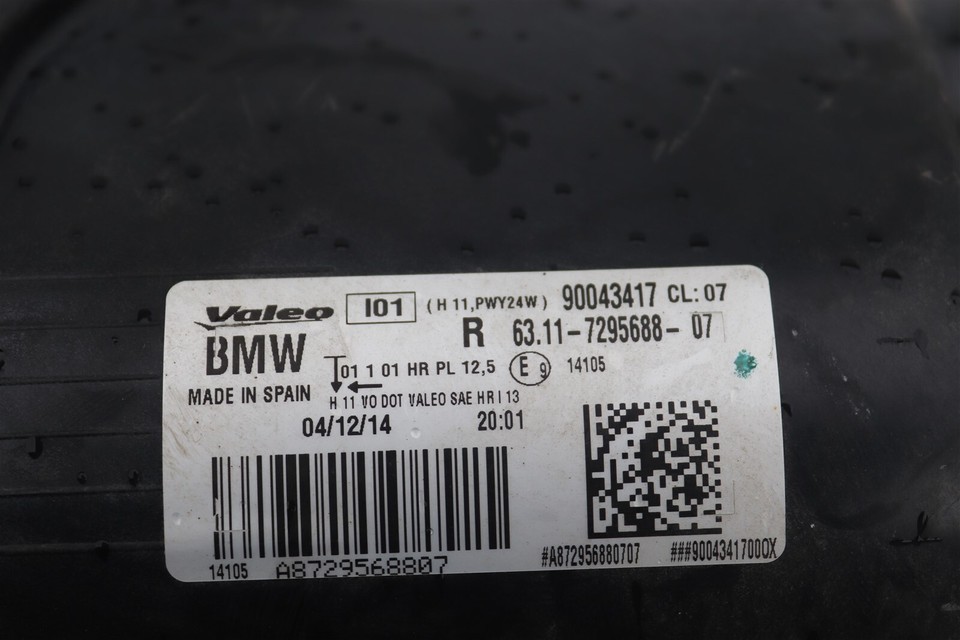 Valeo I01 (H 11,PWY24W) 90043417 CL: 07
BMW R 63.11-7295688- 07
01 1 01 HR PL 12,5 E 9 14105
MADE IN SPAIN H 11 VO DOT VALEO SAE HR I 13
04/12/14 20:01
14105 A8729568807 #A872956880707 ###90043417000X